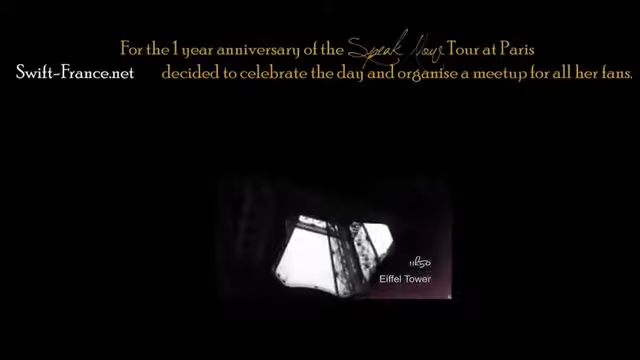 For the 1 year anniversary of the Speak Now Tour at Paris
Swift-France.net decided to celebrate the day and organise a meetup for all her fans.
11h50
Eiffel Tower